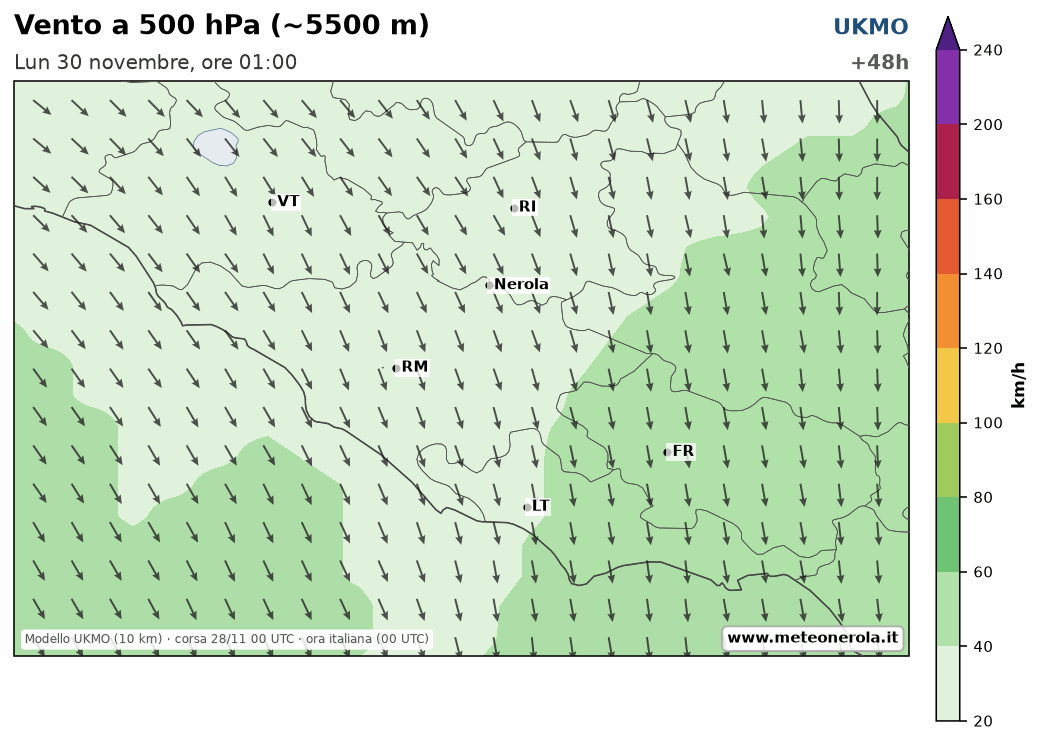 Vento a 500 hPa (~5500 m)
UKMO
Lun 30 novembre, ore 01:00
+48h
VT
RI
Nerola
RM
FR
LT
Modello UKMO (10 km) · corsa 28/11 00 UTC · ora italiana (00 UTC)
www.meteonerola.it
240
200
160
140
120
100
80
60
40
20
km/h